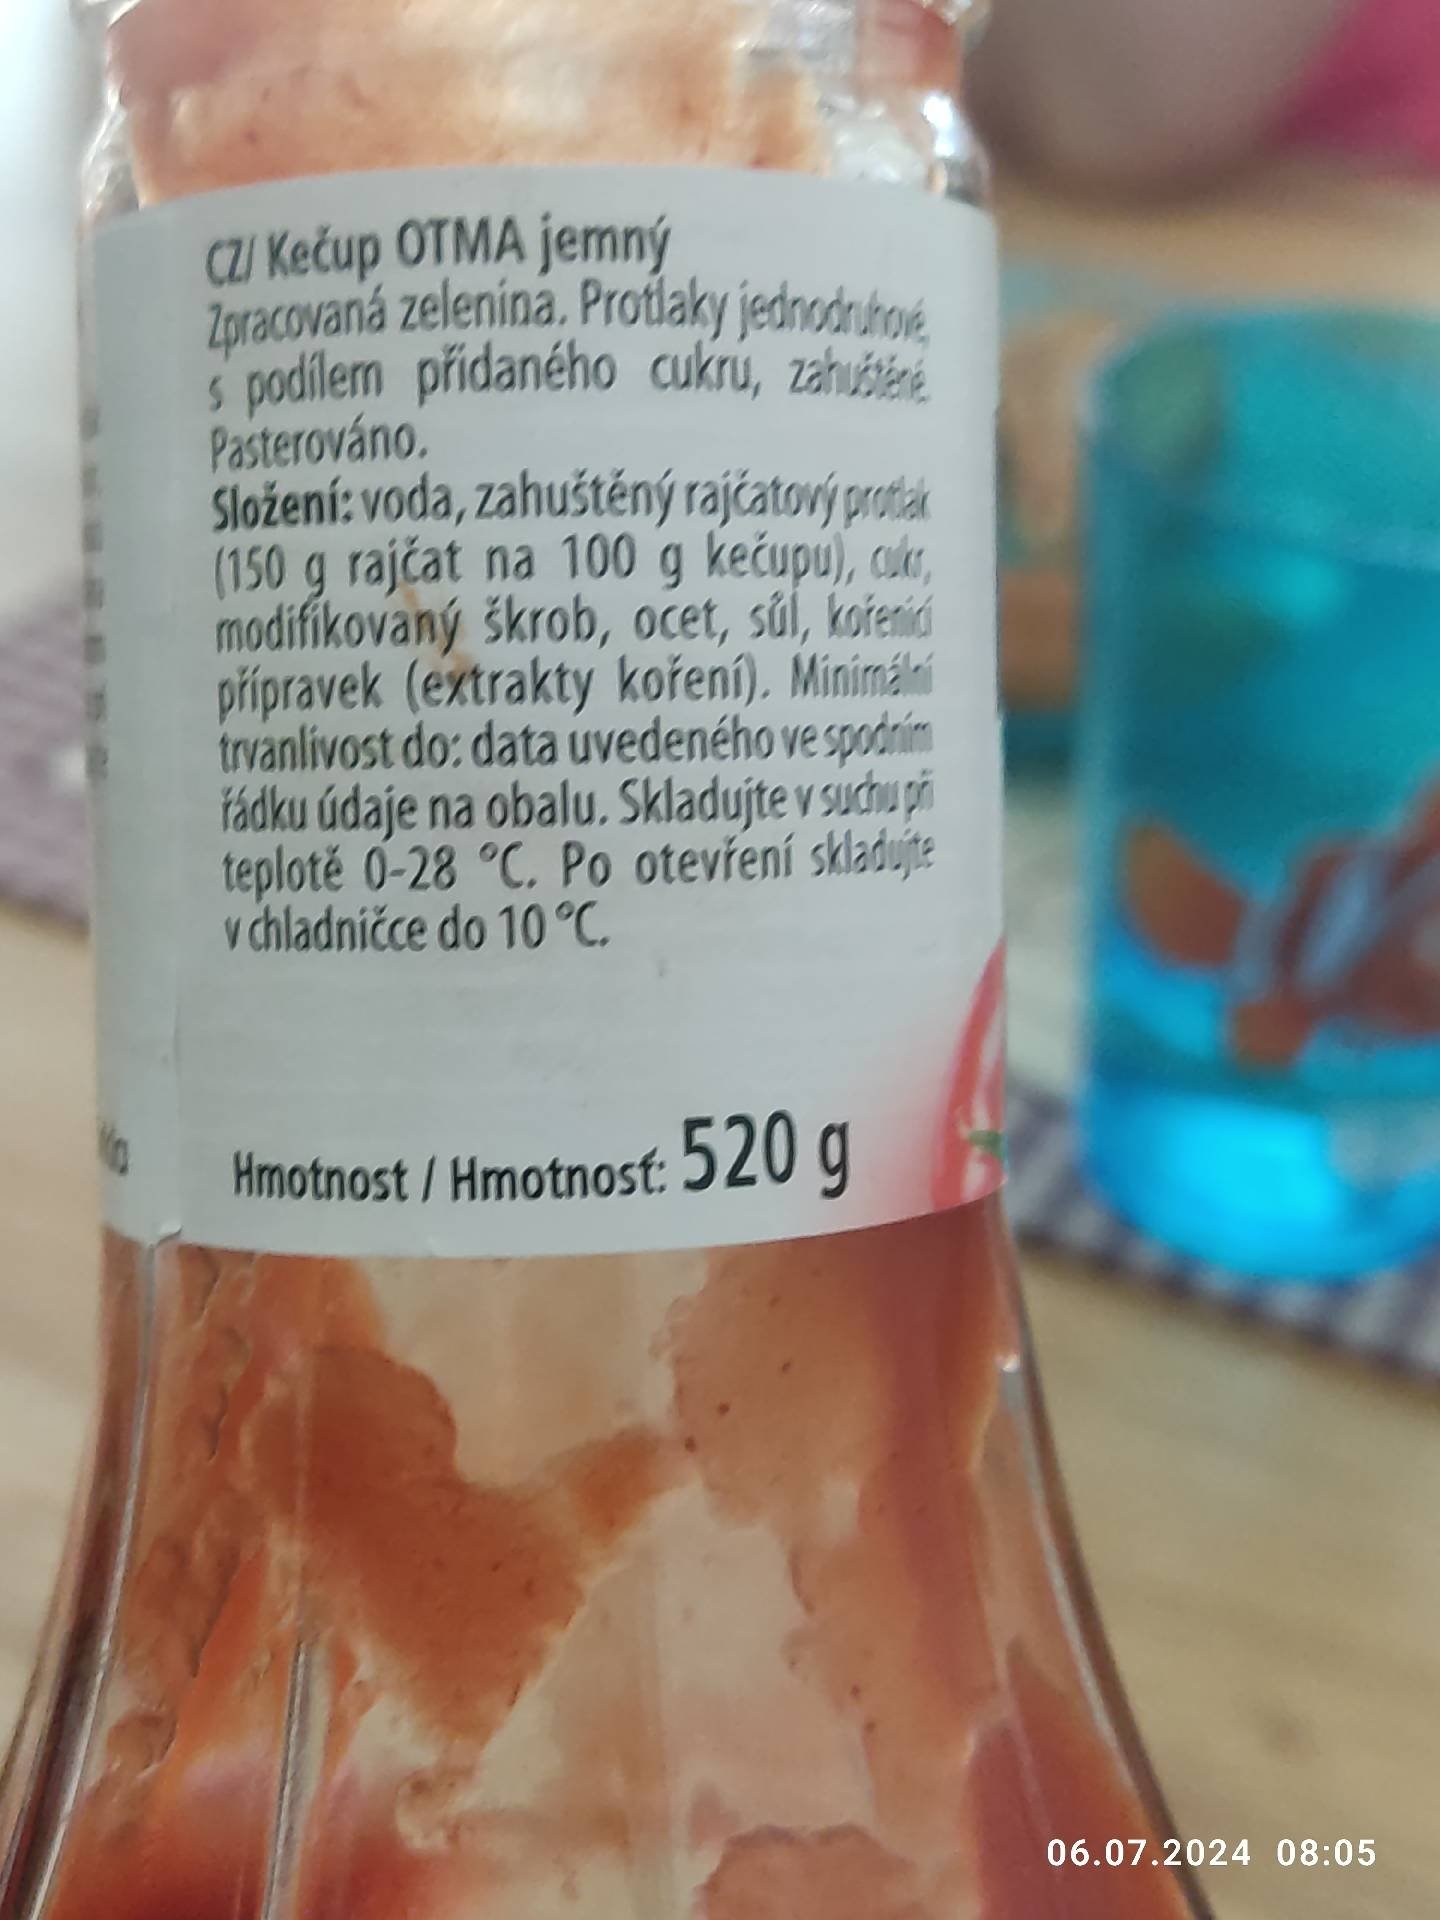 CZ/ Kečup OTMA jemný
Zpracovaná zelenina. Protlaky jednodruhové,
s podílem přidaného cukru, zahuštěné.
Pasterováno.
Složení: voda, zahuštěný rajčatový protlak
(150 g rajčat na 100 g kečupu), cukr,
modifikovaný škrob, ocet, sůl, kořenicí
přípravek (extrakty koření). Minimální
trvanlivost do: data uvedeného ve spodním
řádku údaje na obalu. Skladujte v suchu při
teplotě 0-28 °C. Po otevření skladujte
v chladničce do 10 °C.
Hmotnost / Hmotnosť: 520 g
06.07.2024 08:05